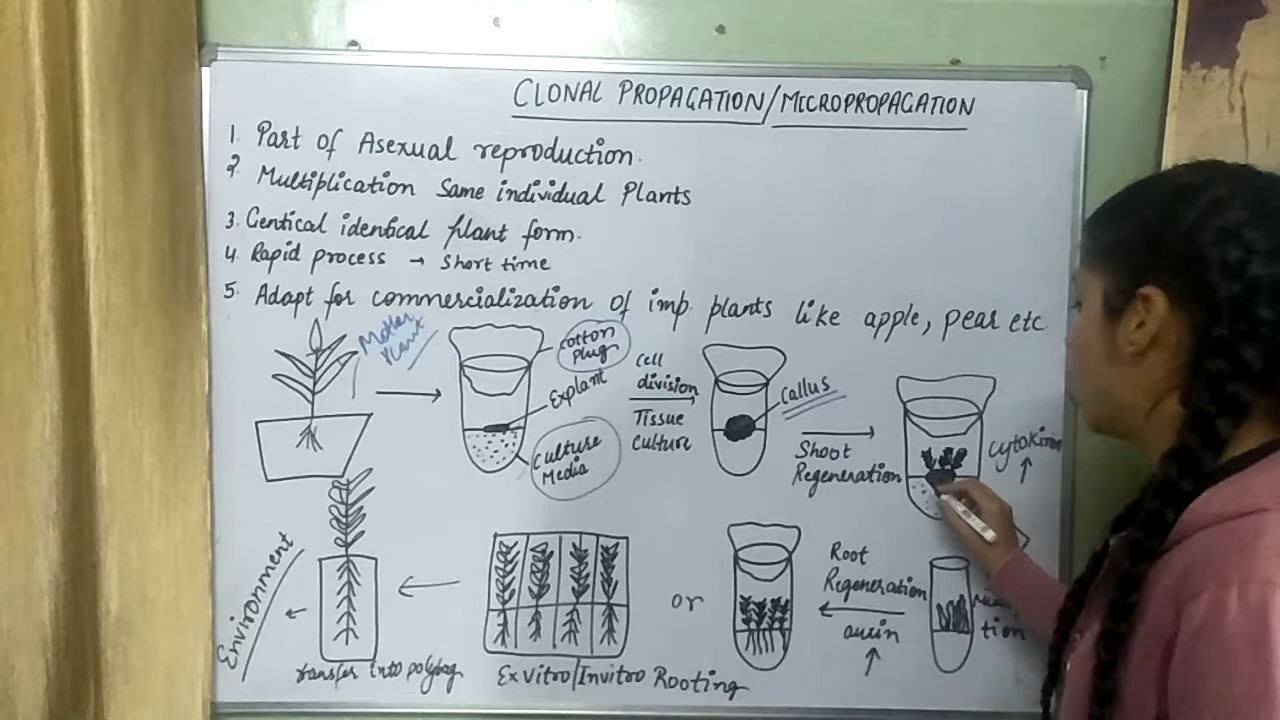 CLONAL PROPAGATION/MICROPROPAGATION
1. Part of Asexual reproduction.
2 Multiplication Same individual Plants
3. Gentical identical plant form.
4. Rapid process → Short time
5. Adapt for commercialization of imp. plants like apple, pear etc
Mother
Plant
cotton
plug
Explant
Culture
Media
Cell
division
Tissue
Culture
Callus
Shoot
Regeneration
Cytokinin
Environment
transfer into polybag
Ex vitro/Invitro Rooting
or
Root
Regeneration
auxin
tion